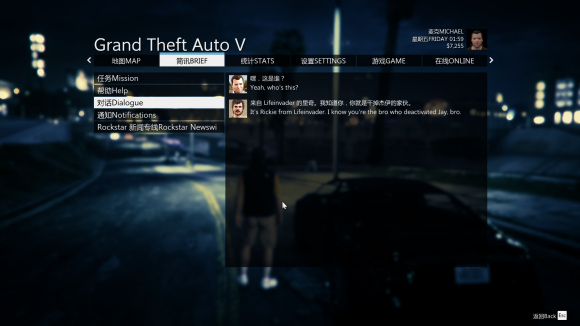 Grand Theft Auto V
麦克MICHAEL
星期五FRIDAY 01:59
$7,255
地图MAP
简讯BRIEF
统计STATS
设置SETTINGS
游戏GAME
在线ONLINE
任务Mission
帮助Help
对话Dialogue
通知Notifications
Rockstar 新闻专线Rockstar Newswi
嘿，这是谁？
Yeah, who's this?
来自 Lifeinvader 的里奇。我知道你，你就是干掉杰伊的家伙。
It's Rickie from Lifeinvader. I know you're the bro who deactivated Jay, bro.
返回Back Esc